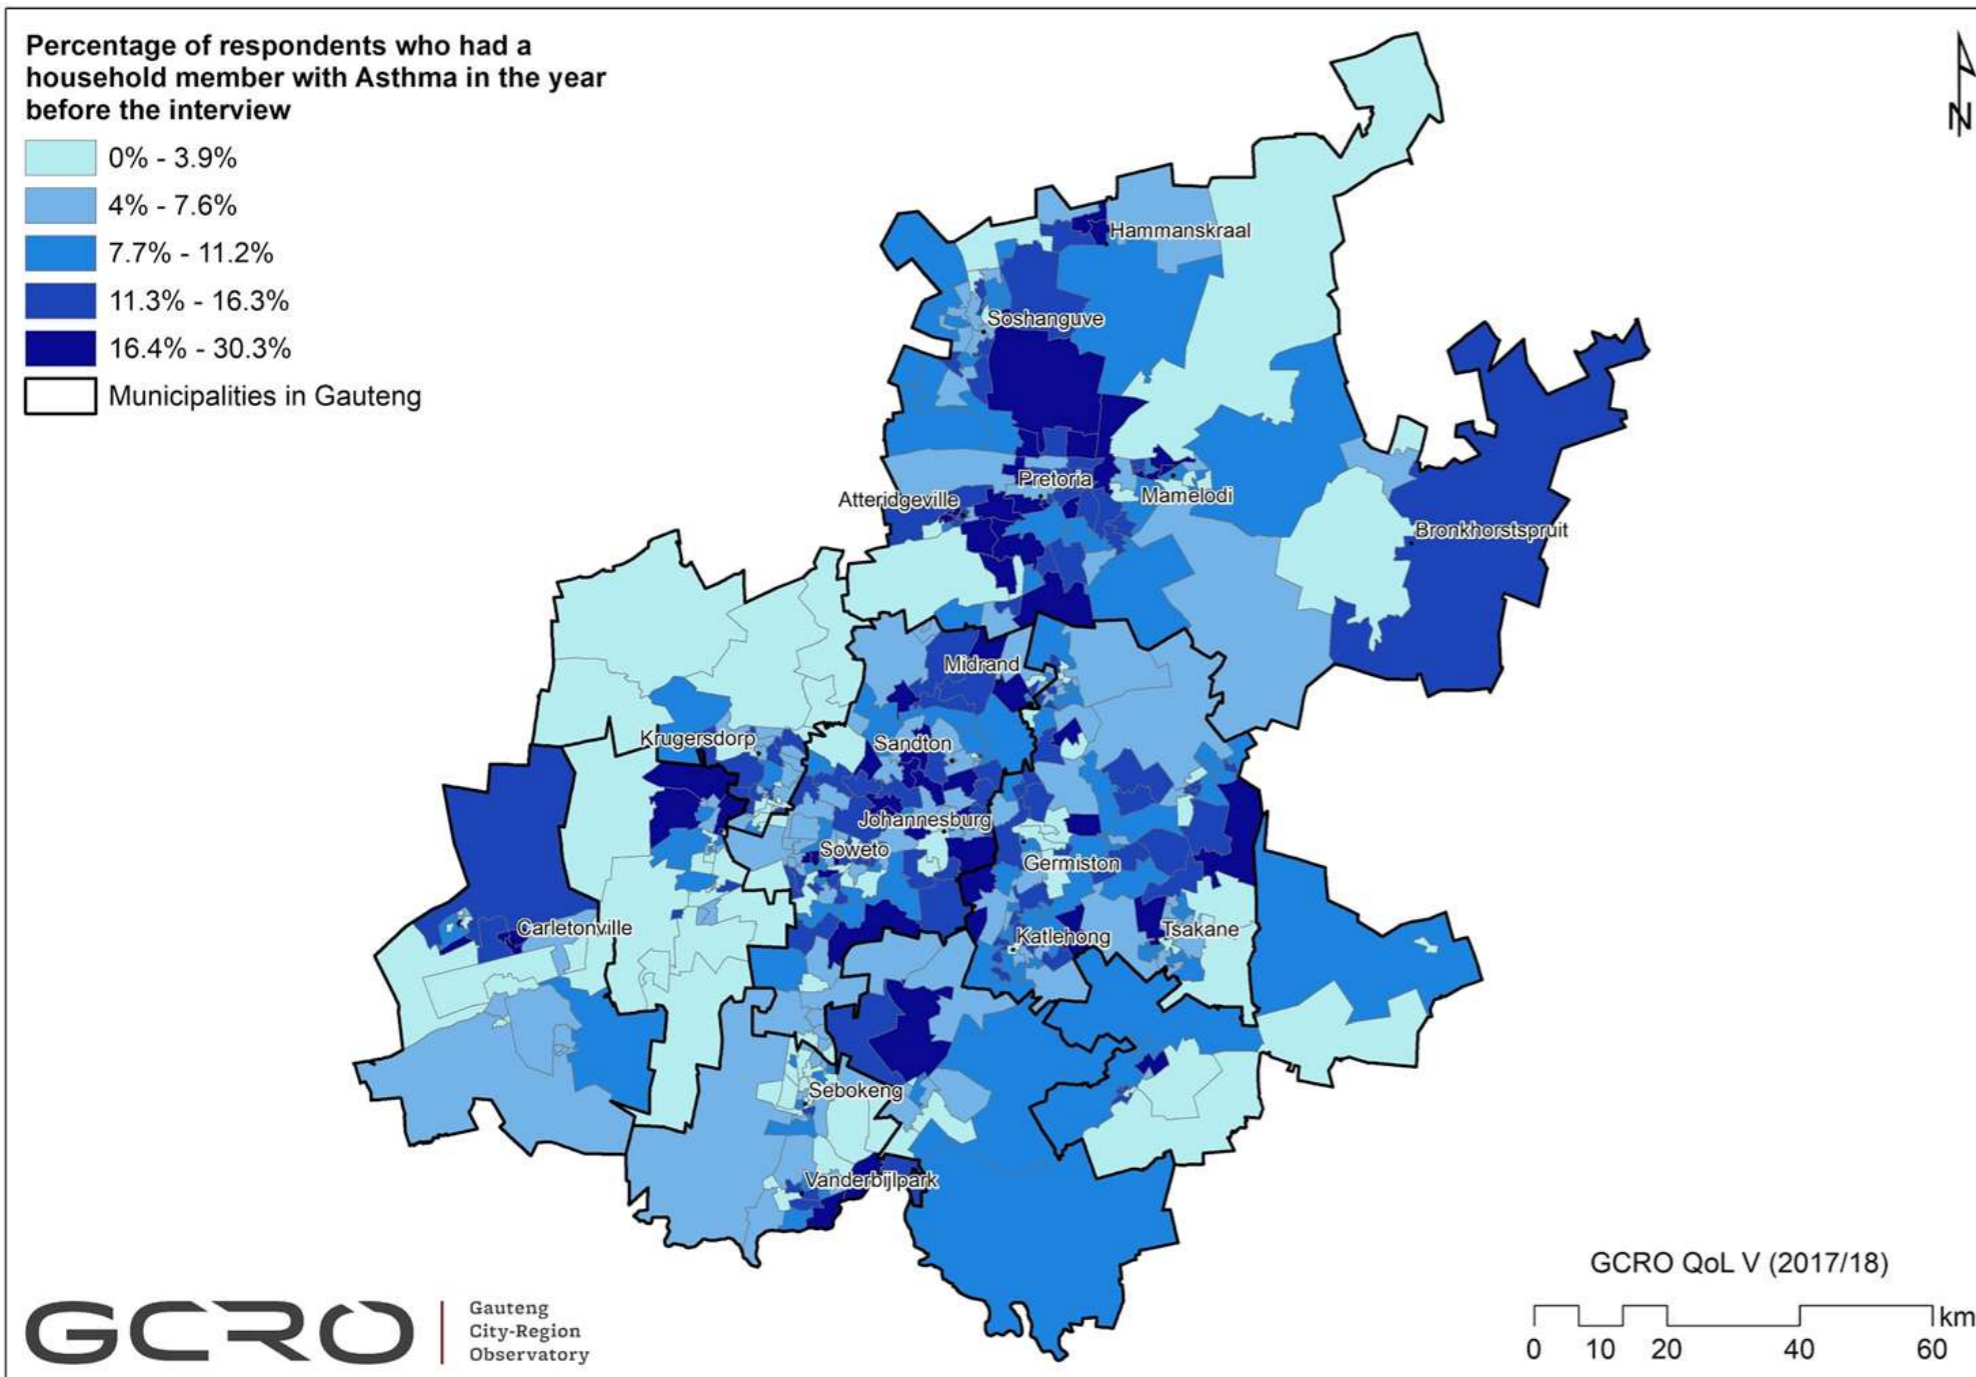 Percentage of respondents who had a
household member with Asthma in the year
before the interview
0% - 3.9%
4% - 7.6%
7.7% - 11.2%
11.3% - 16.3%
16.4% - 30.3%
Municipalities in Gauteng
N
Hammanskraal
Soshanguve
Pretoria
Atteridgeville
Mamelodi
Bronkhorstspruit
Midrand
Krugersdorp
Sandton
Johannesburg
Soweto
Germiston
Carletonville
Katlehong
Tsakane
Sebokeng
Vanderbijlpark
GCRO QoL V (2017/18)
km
0 10 20 40 60
GCRO
Gauteng
City-Region
Observatory